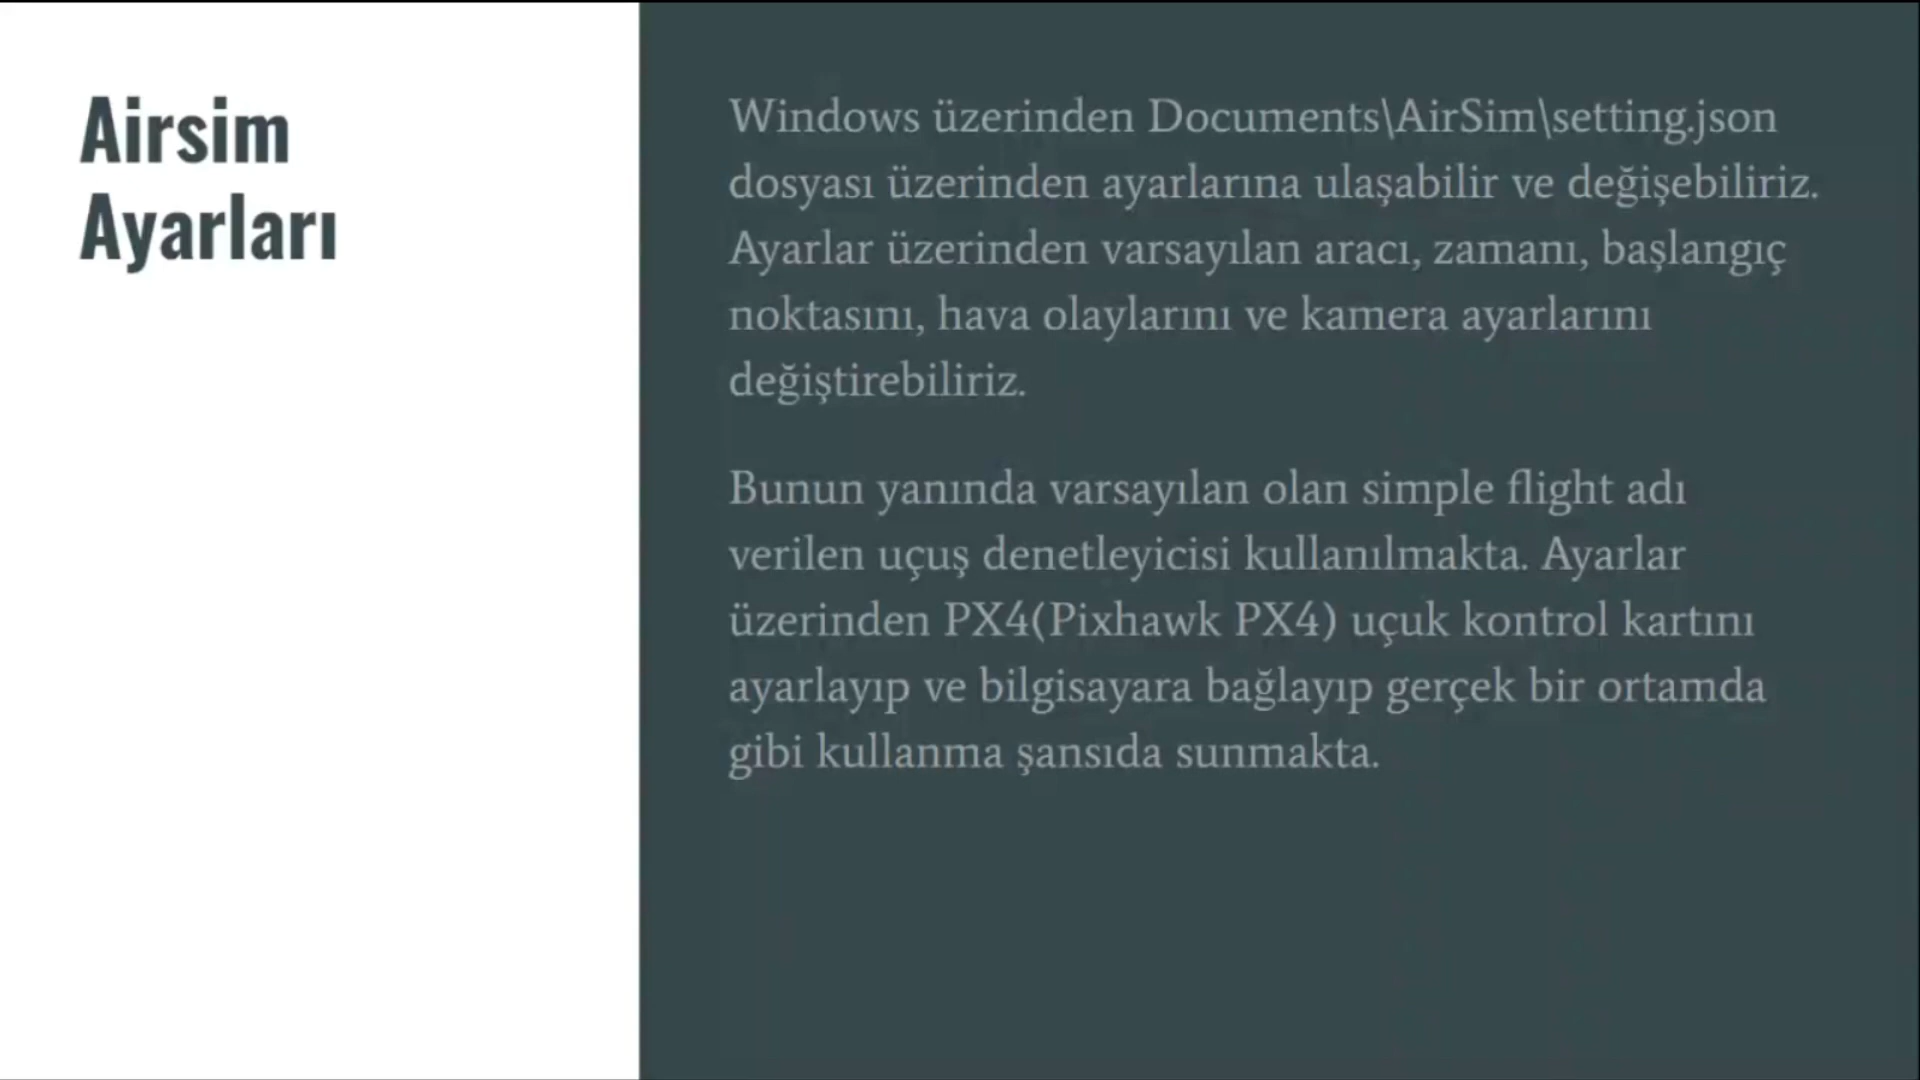 Airsim
Ayarları
Windows üzerinden Documents\AirSim\setting.json
dosyası üzerinden ayarlarına ulaşabilir ve değişebiliriz.
Ayarlar üzerinden varsayılan aracı, zamanı, başlangıç
noktasını, hava olaylarını ve kamera ayarlarını
değiştirebiliriz.
Bunun yanında varsayılan olan simple flight adı
verilen uçuş denetleyicisi kullanılmakta. Ayarlar
üzerinden PX4(Pixhawk PX4) uçuk kontrol kartını
ayarlayıp ve bilgisayara bağlayıp gerçek bir ortamda
gibi kullanma şansıda sunmakta.